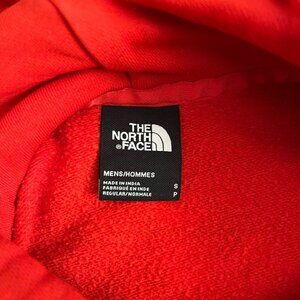 THE
NORTH
®FACE
MENS/HOMMES
MADE IN INDIA
FABRIQUÉ EN INDE
REGULAR/NORMALE
S
P